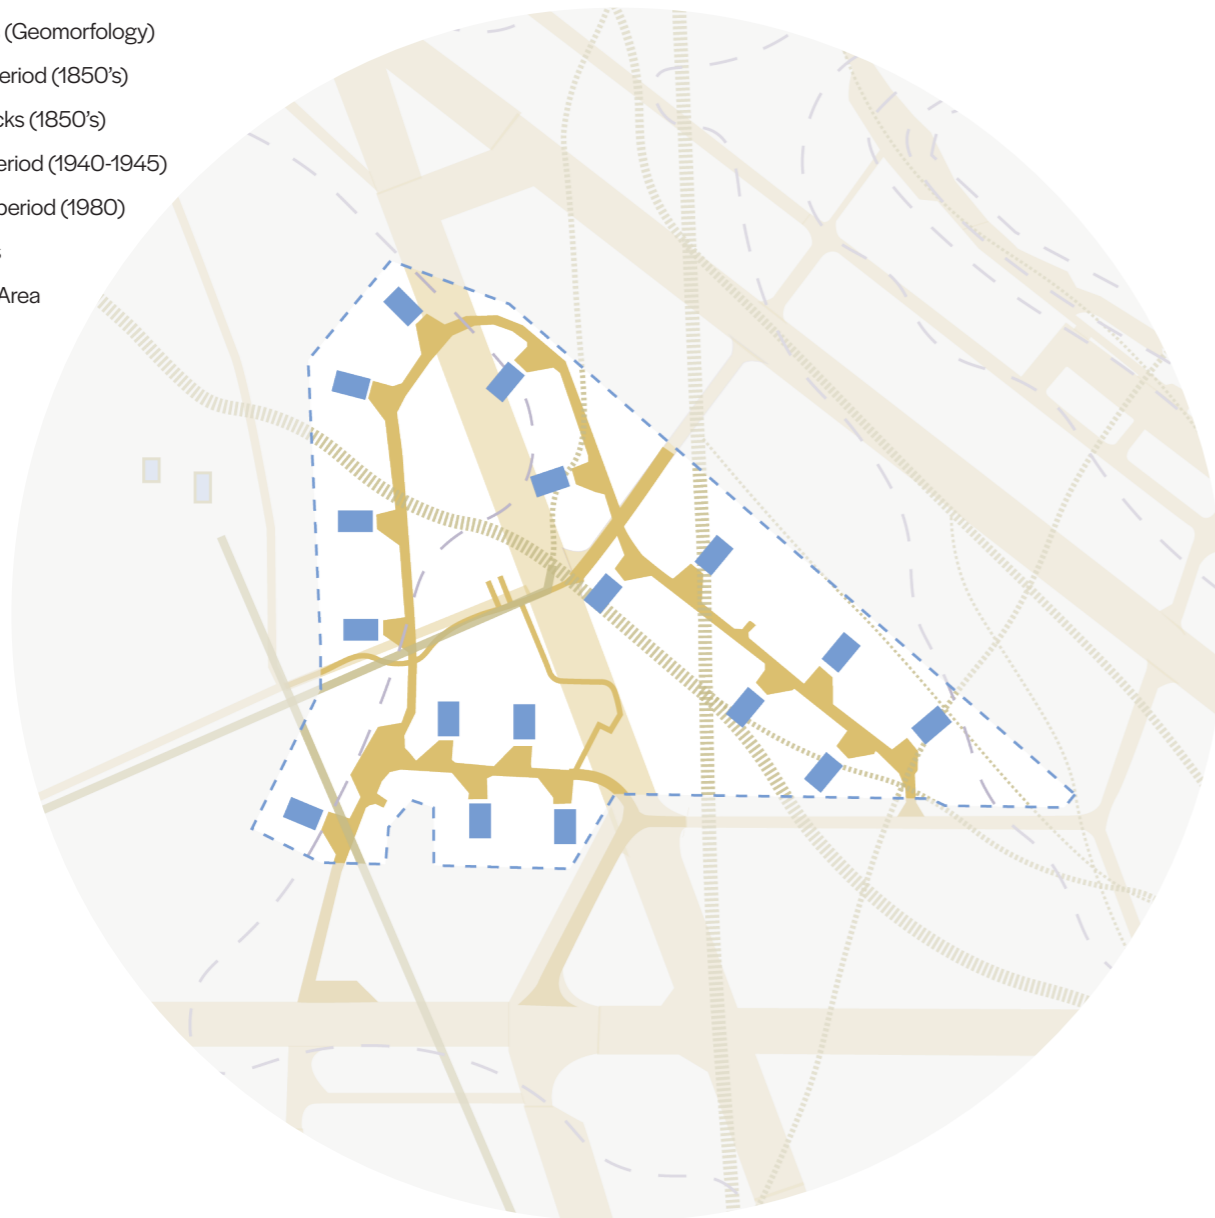 (Geomorfology)
eriod (1850's)
cks (1850's)
eriod (1940-1945)
period (1980)
Area